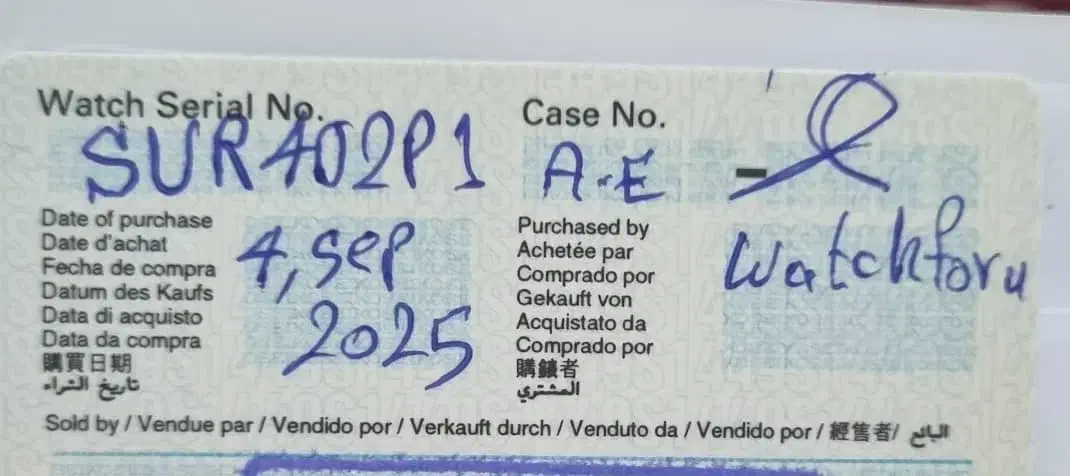 Watch Serial No.
SUR402P1
Case No.
A-E -
Date of purchase
Date d'achat
Fecha de compra
Datum des Kaufs
Data di acquisto
Data da compra
購買日期
تاريخ الشراء
4, sep
2025
Purchased by
Achetée par
Comprado por
Gekauft von
Acquistato da
Comprado por
購錶者
المشتري
watchforu
Sold by / Vendue par / Vendido por / Verkauft durch / Venduto da / Vendido por / 經售者/ البائع